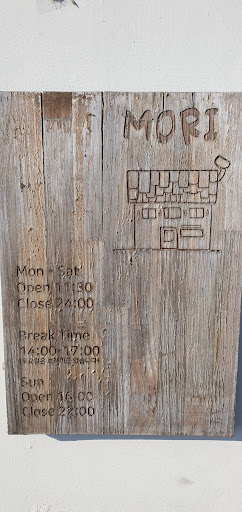 MORI
Mon - Sat
Open 11:30
Close 24:00
Break Time
14:00-17:00
Sun
Open 16:00
Close 22:00